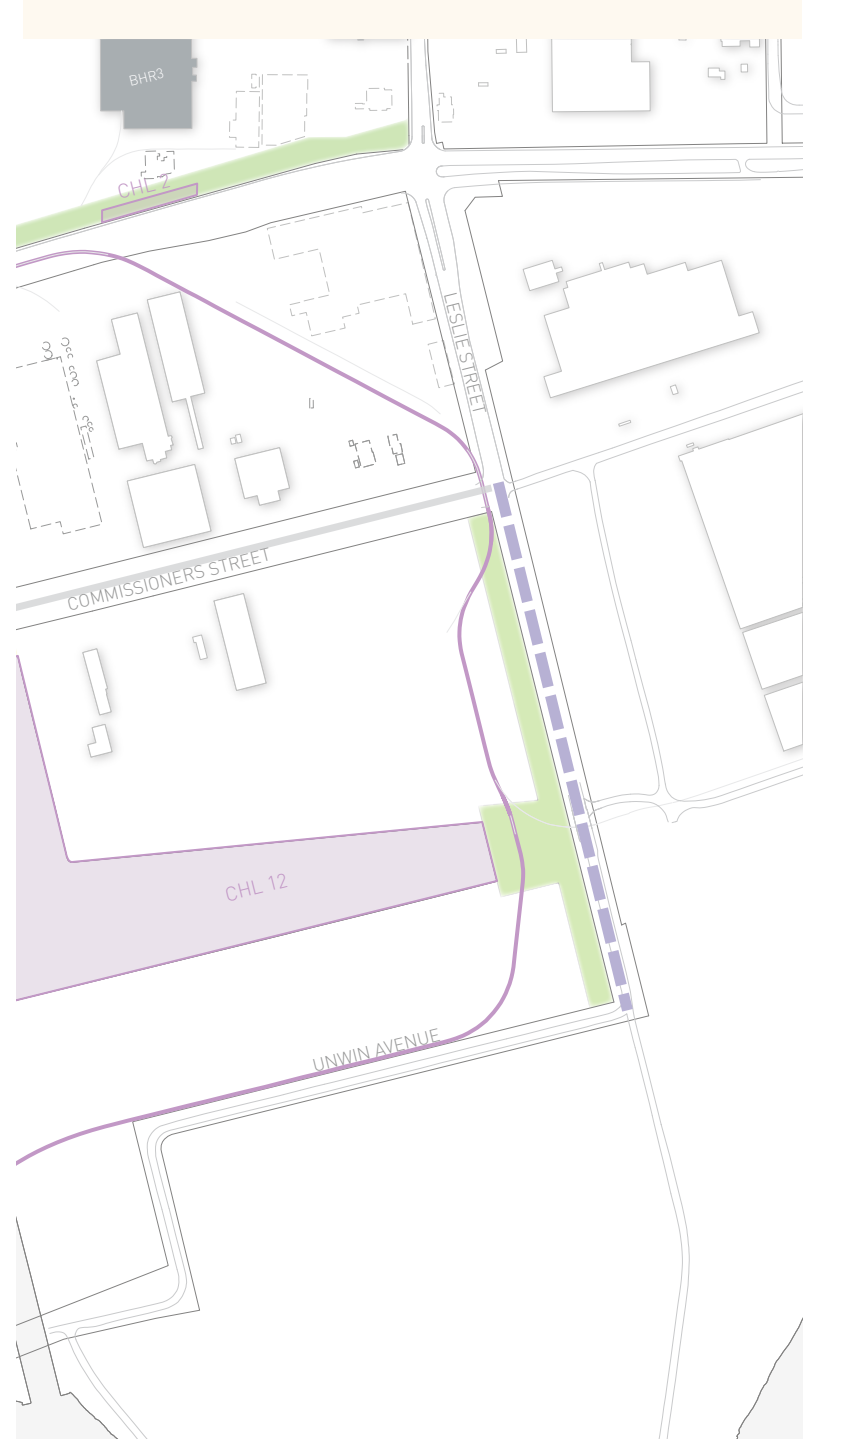 BHR3
CHL 2
LESLIE STREET
COMMISSIONERS STREET
CHL 12
UNWIN AVENUE